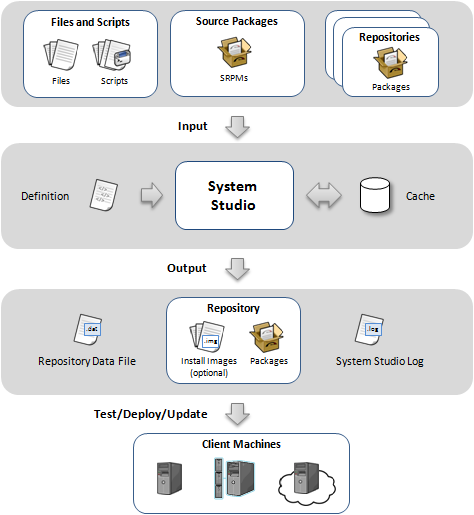 Files and Scripts
Source Packages
Repositories
Files
Scripts
SRPMs
Packages
Input
Definition
System
Studio
Cache
Output
.dat
Repository Data File
Repository
.img
Install Images
(optional)
Packages
.log
System Studio Log
Test/Deploy/Update
Client Machines